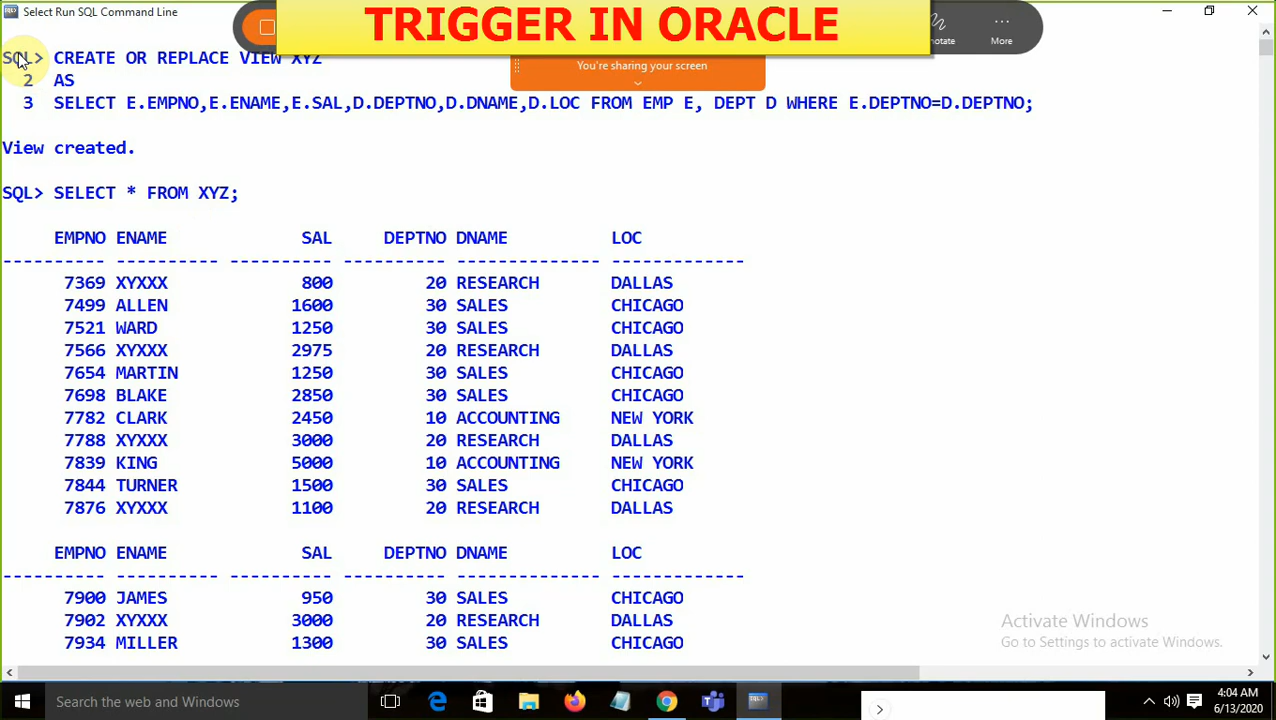 Select Run SQL Command Line
TRIGGER IN ORACLE
notate
More
You're sharing your screen
SQL> CREATE OR REPLACE VIEW XYZ
2 AS
3 SELECT E.EMPNO,E.ENAME,E.SAL,D.DEPTNO,D.DNAME,D.LOC FROM EMP E, DEPT D WHERE E.DEPTNO=D.DEPTNO;
View created.
SQL> SELECT * FROM XYZ;
EMPNO ENAME SAL DEPTNO DNAME LOC
---------- ---------- ---------- ---------- -------------- -------------
7369 XYXXX 800 20 RESEARCH DALLAS
7499 ALLEN 1600 30 SALES CHICAGO
7521 WARD 1250 30 SALES CHICAGO
7566 XYXXX 2975 20 RESEARCH DALLAS
7654 MARTIN 1250 30 SALES CHICAGO
7698 BLAKE 2850 30 SALES CHICAGO
7782 CLARK 2450 10 ACCOUNTING NEW YORK
7788 XYXXX 3000 20 RESEARCH DALLAS
7839 KING 5000 10 ACCOUNTING NEW YORK
7844 TURNER 1500 30 SALES CHICAGO
7876 XYXXX 1100 20 RESEARCH DALLAS
EMPNO ENAME SAL DEPTNO DNAME LOC
---------- ---------- ---------- ---------- -------------- -------------
7900 JAMES 950 30 SALES CHICAGO
7902 XYXXX 3000 20 RESEARCH DALLAS
7934 MILLER 1300 30 SALES CHICAGO
Activate Windows
Go to Settings to activate Windows.
Search the web and Windows
4:04 AM
6/13/2020